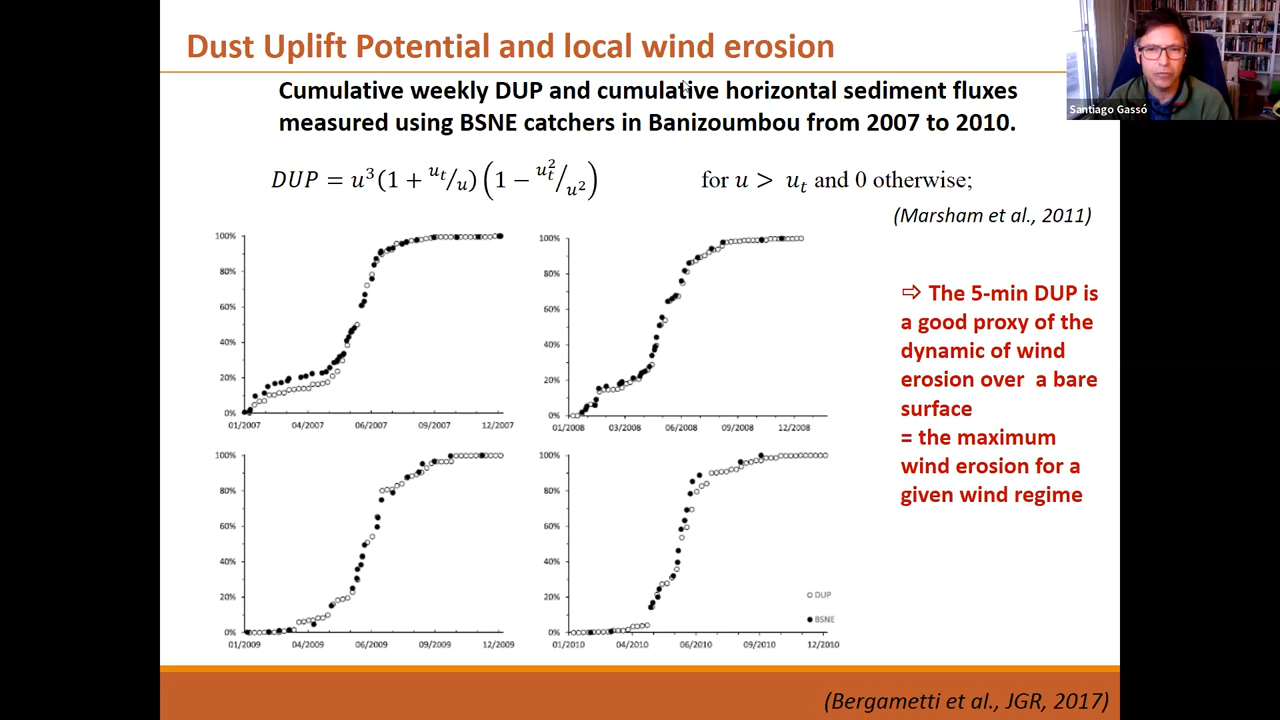 Dust Uplift Potential and local wind erosion
Santiago Gassó
Cumulative weekly DUP and cumulative horizontal sediment fluxes
measured using BSNE catchers in Banizoumbou from 2007 to 2010.
DUP = u³(1 + uₜ/u)(1 − uₜ²/u²) for u > uₜ and 0 otherwise;
(Marsham et al., 2011)
100%
80%
60%
40%
20%
0%
01/2007 04/2007 06/2007 09/2007 12/2007
100%
80%
60%
40%
20%
0%
01/2008 03/2008 06/2008 09/2008 12/2008
⇨ The 5-min DUP is
a good proxy of the
dynamic of wind
erosion over a bare
surface
= the maximum
wind erosion for a
given wind regime
100%
80%
60%
40%
20%
0%
01/2009 04/2009 06/2009 09/2009 12/2009
100%
80%
60%
40%
20%
0%
01/2010 04/2010 06/2010 09/2010 12/2010
DUP
BSNE
(Bergametti et al., JGR, 2017)